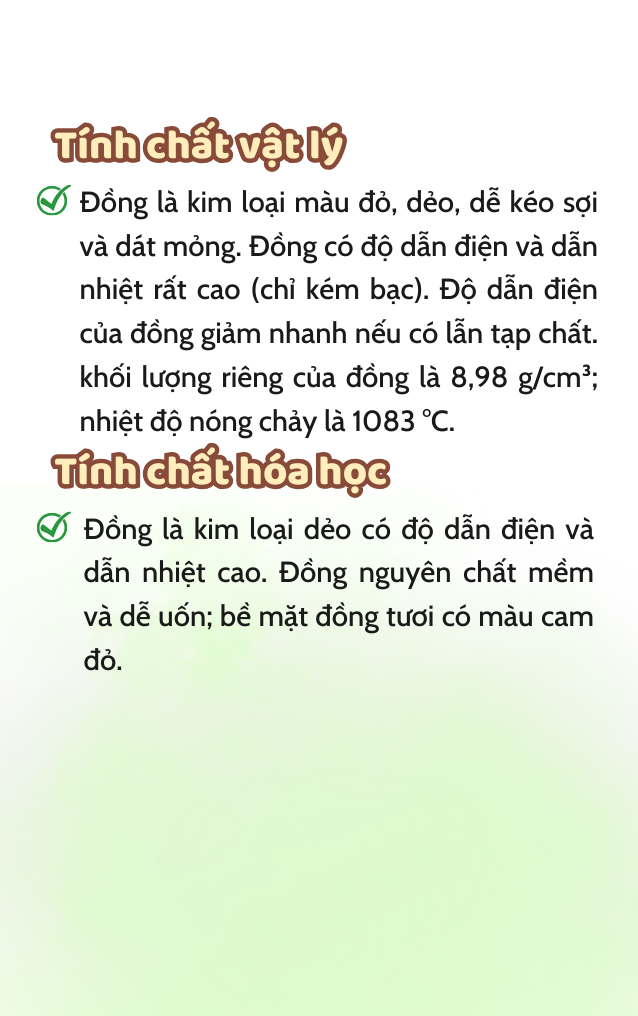 Tính chất vật lý
Đồng là kim loại màu đỏ, dẻo, dễ kéo sợi
và dát mỏng. Đồng có độ dẫn điện và dẫn
nhiệt rất cao (chỉ kém bạc). Độ dẫn điện
của đồng giảm nhanh nếu có lẫn tạp chất.
khối lượng riêng của đồng là 8,98 g/cm³;
nhiệt độ nóng chảy là 1083 °C.
Tính chất hóa học
Đồng là kim loại dẻo có độ dẫn điện và
dẫn nhiệt cao. Đồng nguyên chất mềm
và dễ uốn; bề mặt đồng tươi có màu cam
đỏ.